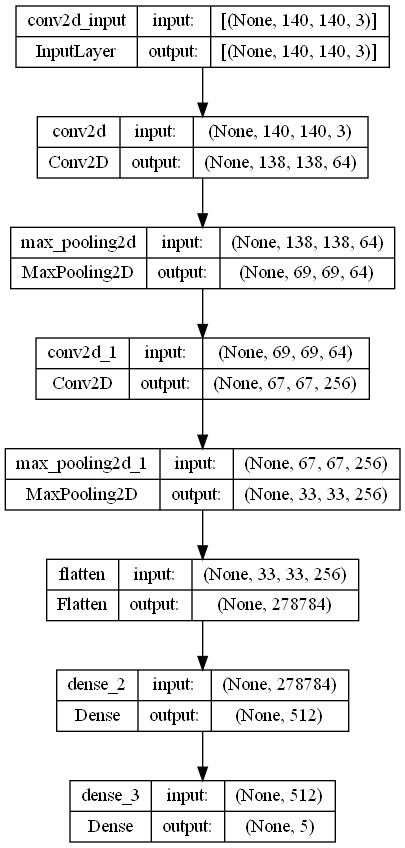 conv2d_input input: [(None, 140, 140, 3)]
InputLayer output: [(None, 140, 140, 3)]
conv2d input: (None, 140, 140, 3)
Conv2D output: (None, 138, 138, 64)
max_pooling2d input: (None, 138, 138, 64)
MaxPooling2D output: (None, 69, 69, 64)
conv2d_1 input: (None, 69, 69, 64)
Conv2D output: (None, 67, 67, 256)
max_pooling2d_1 input: (None, 67, 67, 256)
MaxPooling2D output: (None, 33, 33, 256)
flatten input: (None, 33, 33, 256)
Flatten output: (None, 278784)
dense_2 input: (None, 278784)
Dense output: (None, 512)
dense_3 input: (None, 512)
Dense output: (None, 5)